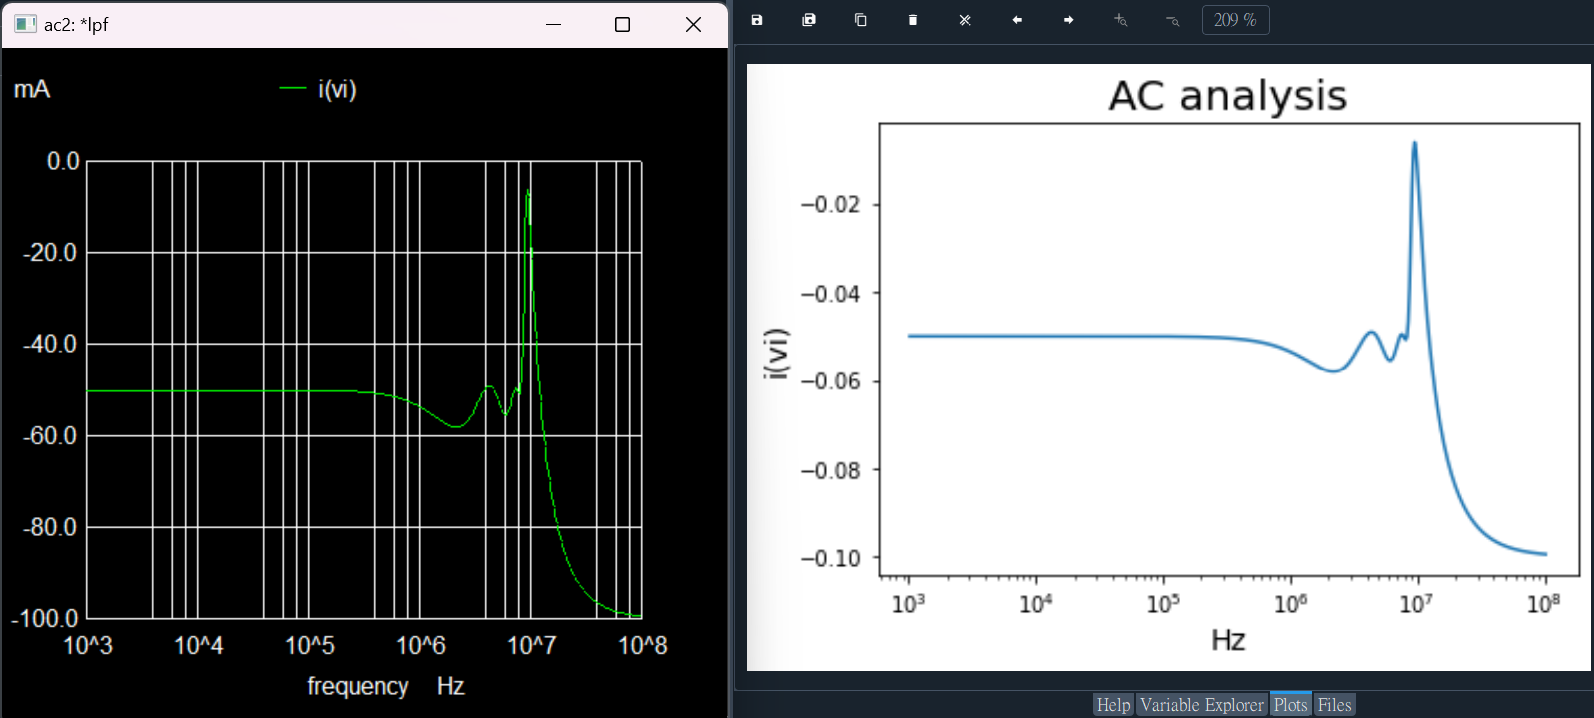 ac2: *lpf
mA
i(vi)
0.0
-20.0
-40.0
-60.0
-80.0
-100.0
10^3 10^4 10^5 10^6 10^7 10^8
frequency Hz
209 %
AC analysis
i(vi)
−0.02
−0.04
−0.06
−0.08
−0.10
10³ 10⁴ 10⁵ 10⁶ 10⁷ 10⁸
Hz
Help Variable Explorer Plots Files